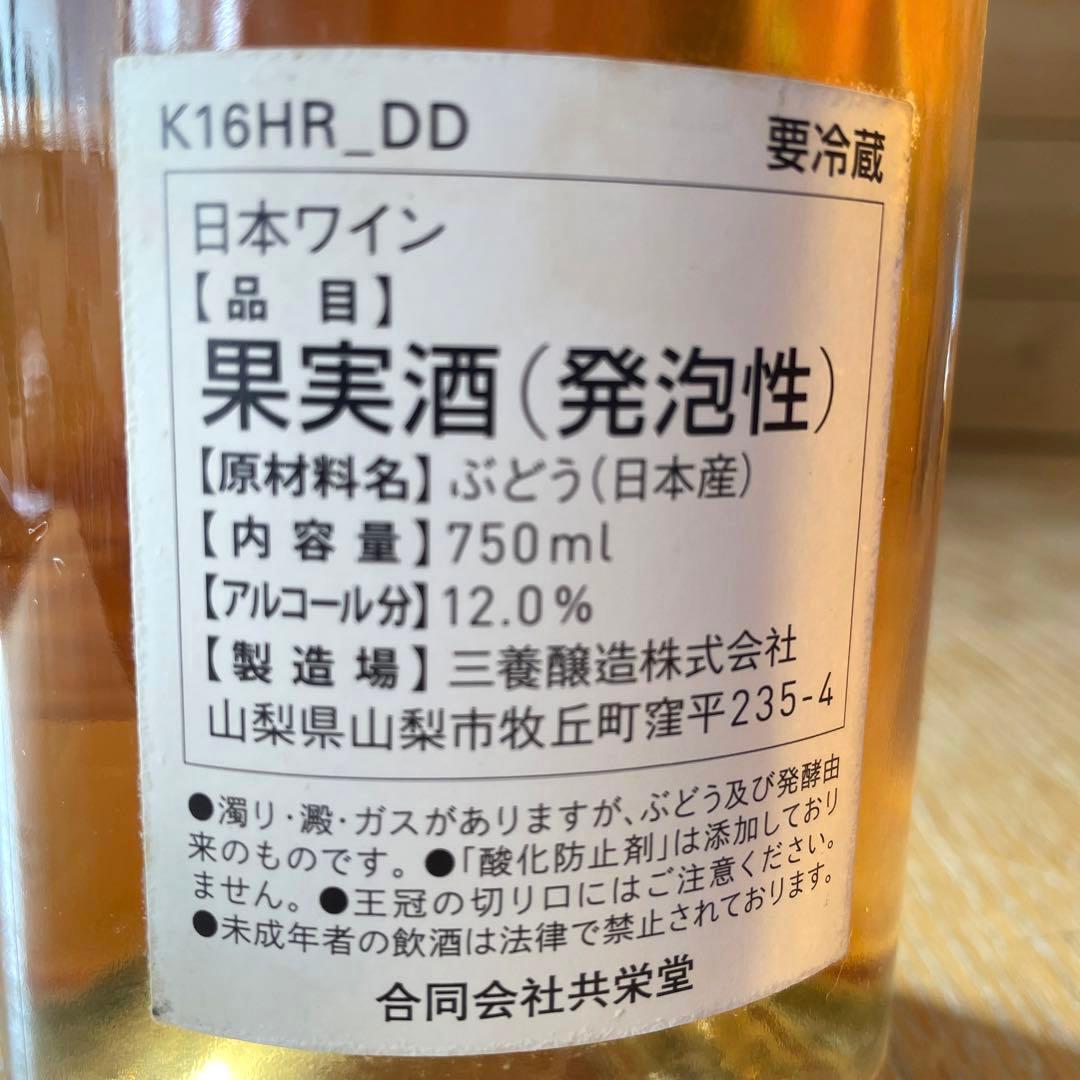 K16HR_DD
要冷蔵
日本ワイン
【品　目】
果実酒（発泡性）
【原材料名】ぶどう（日本産）
【内容量】750ml
【アルコール分】12.0%
【製造場】三養醸造株式会社
山梨県山梨市牧丘町窪平235-4
●濁り・澱・ガスがありますが、ぶどう及び発酵由
来のものです。●「酸化防止剤」は添加しており
ません。●王冠の切り口にはご注意ください。
●未成年者の飲酒は法律で禁止されております。
合同会社共栄堂